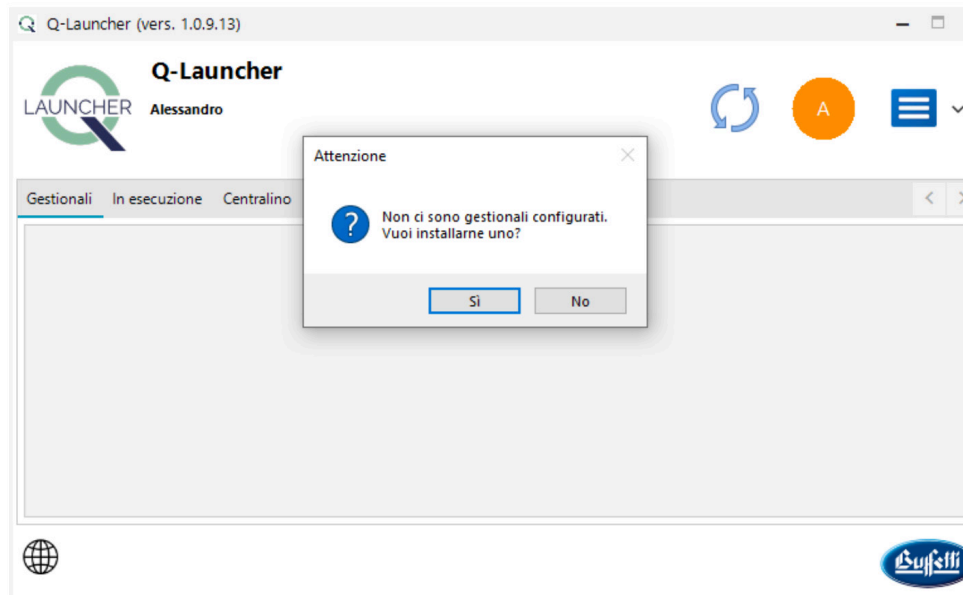 Q-Launcher (vers. 1.0.9.13)
LAUNCHER
Q-Launcher
Alessandro
A
Gestionali In esecuzione Centralino
Attenzione
Non ci sono gestionali configurati.
Vuoi installarne uno?
Sì No
Buffetti